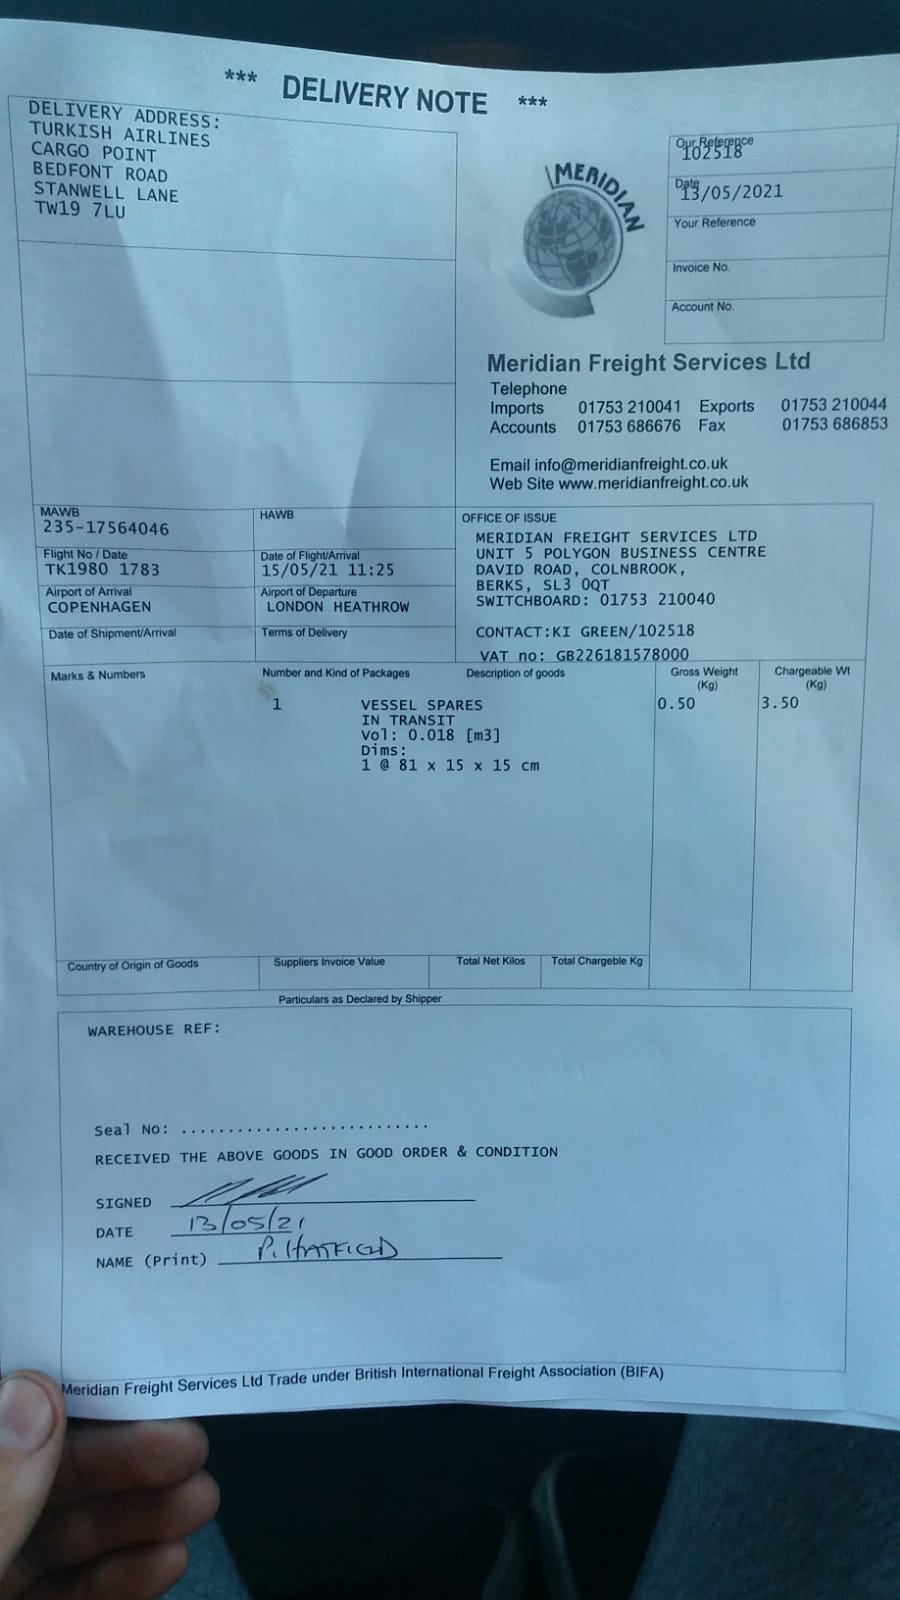 *** DELIVERY NOTE ***
DELIVERY ADDRESS:
TURKISH AIRLINES
CARGO POINT
BEDFONT ROAD
STANWELL LANE
TW19 7LU
MERIDIAN
Our Reference
102518
Date
13/05/2021
Your Reference
Invoice No.
Account No.
Meridian Freight Services Ltd
Telephone
Imports 01753 210041 Exports 01753 210044
Accounts 01753 686676 Fax 01753 686853
Email info@meridianfreight.co.uk
Web Site www.meridianfreight.co.uk
MAWB
235-17564046
HAWB
Flight No / Date
TK1980 1783
Date of Flight/Arrival
15/05/21 11:25
Airport of Arrival
COPENHAGEN
Airport of Departure
LONDON HEATHROW
Date of Shipment/Arrival
Terms of Delivery
OFFICE OF ISSUE
MERIDIAN FREIGHT SERVICES LTD
UNIT 5 POLYGON BUSINESS CENTRE
DAVID ROAD, COLNBROOK,
BERKS, SL3 0QT
SWITCHBOARD: 01753 210040
CONTACT:KI GREEN/102518
VAT no: GB226181578000
Marks & Numbers
Number and Kind of Packages
Description of goods
Gross Weight
(Kg)
Chargeable Wt
(Kg)
1 VESSEL SPARES 0.50 3.50
IN TRANSIT
Vol: 0.018 [m3]
Dims:
1 @ 81 x 15 x 15 cm
Country of Origin of Goods
Suppliers Invoice Value
Total Net Kilos
Total Chargeble Kg
Particulars as Declared by Shipper
WAREHOUSE REF:
Seal No: ...........................
RECEIVED THE ABOVE GOODS IN GOOD ORDER & CONDITION
SIGNED
DATE 13/05/21
NAME (Print) P. HATFIELD
Meridian Freight Services Ltd Trade under British International Freight Association (BIFA)